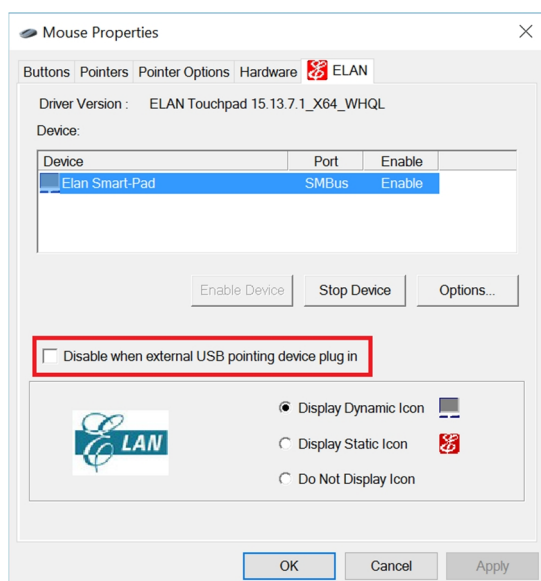 Mouse Properties
Buttons Pointers Pointer Options Hardware ELAN
Driver Version : ELAN Touchpad 15.13.7.1_X64_WHQL
Device:
Device Port Enable
Elan Smart-Pad SMBus Enable
Enable Device Stop Device Options...
Disable when external USB pointing device plug in
ELAN
Display Dynamic Icon
Display Static Icon
Do Not Display Icon
OK Cancel Apply